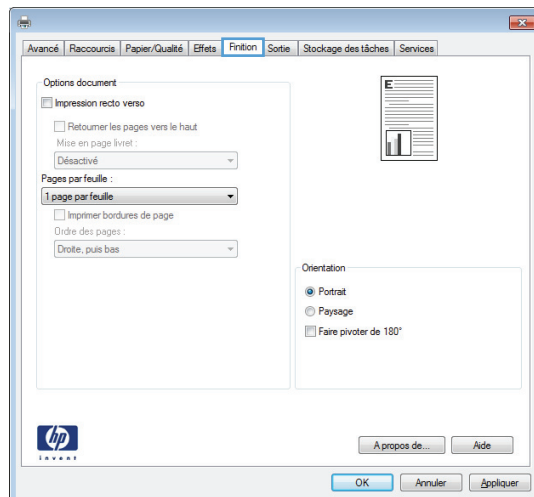 Avancé Raccourcis Papier/Qualité Effets Finition Sortie Stockage des tâches Services
Options document
Impression recto verso
Retourner les pages vers le haut
Mise en page livret :
Désactivé
Pages par feuille :
1 page par feuille
Imprimer bordures de page
Ordre des pages :
Droite, puis bas
E
Orientation
Portrait
Paysage
Faire pivoter de 180°
hp
invent
A propos de... Aide
OK Annuler Appliquer